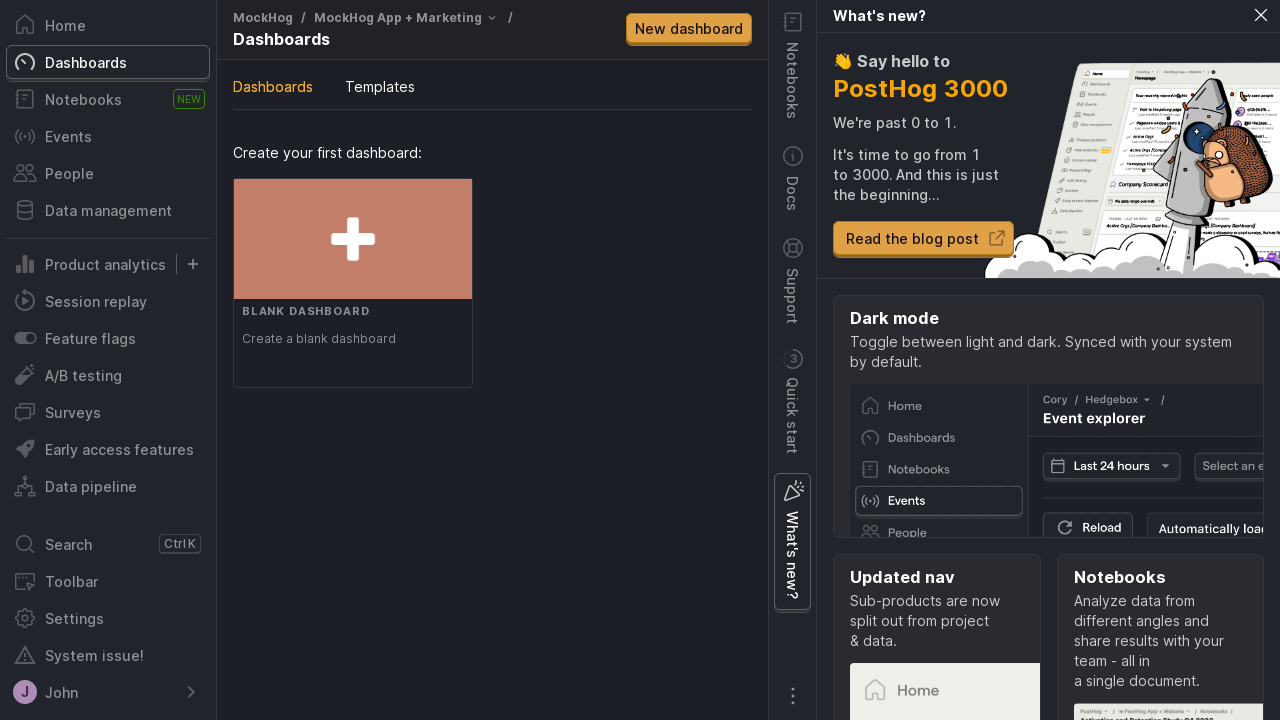 Home
Dashboards
Notebooks
NEW
Events
People
Data management
Product analytics
Session replay
Feature flags
A/B testing
Surveys
Early access features
Data pipeline
Search
Ctrl K
Toolbar
Settings
System issue!
J
John
MockHog / MockHog App + Marketing /
Dashboards
New dashboard
Dashboards
Templates
Create your first dashboard
BLANK DASHBOARD
Create a blank dashboard
Notebooks
Docs
Support
3
Quick start
What's new?
What's new?
👋 Say hello to
PostHog 3000
We're past 0 to 1.
It's time to go from 1
to 3000. And this is just
the beginning...
Read the blog post
Dark mode
Toggle between light and dark. Synced with your system
by default.
Home
Dashboards
Notebooks
Events
People
Cory / Hedgebox /
Event explorer
Last 24 hours
Select an e
Reload
Automatically load
Updated nav
Sub-products are now
split out from project
& data.
Home
Notebooks
Analyze data from
different angles and
share results with your
team - all in
a single document.
PostHog / PostHog App + Website / Notebooks /